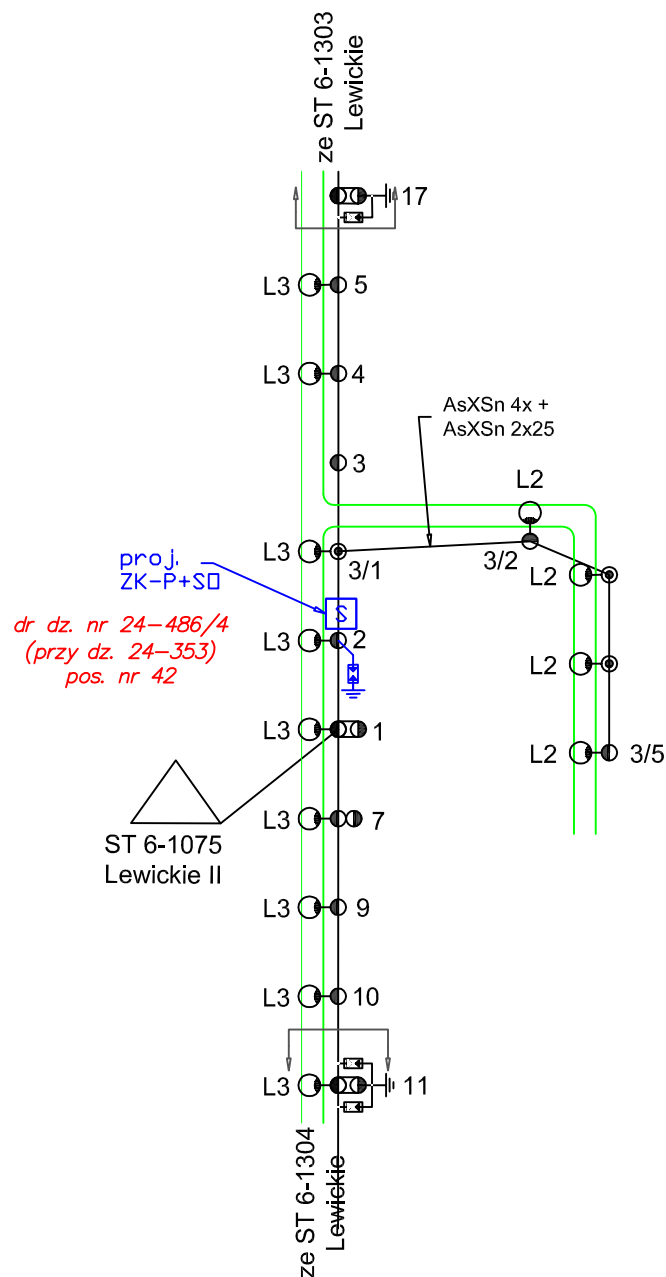 ze ST 6-1303
Lewickie
17
L3
5
L3
4
AsXSn 4x +
AsXSn 2x25
3
L2
L3
3/1
3/2
L2
proj.
ZK-P+SO
S
dr dz. nr 24-486/4
(przy dz. 24-353)
pos. nr 42
L3
2
L2
L3
1
L2
3/5
ST 6-1075
Lewickie II
L3
7
L3
9
L3
10
L3
11
ze ST 6-1304
Lewickie